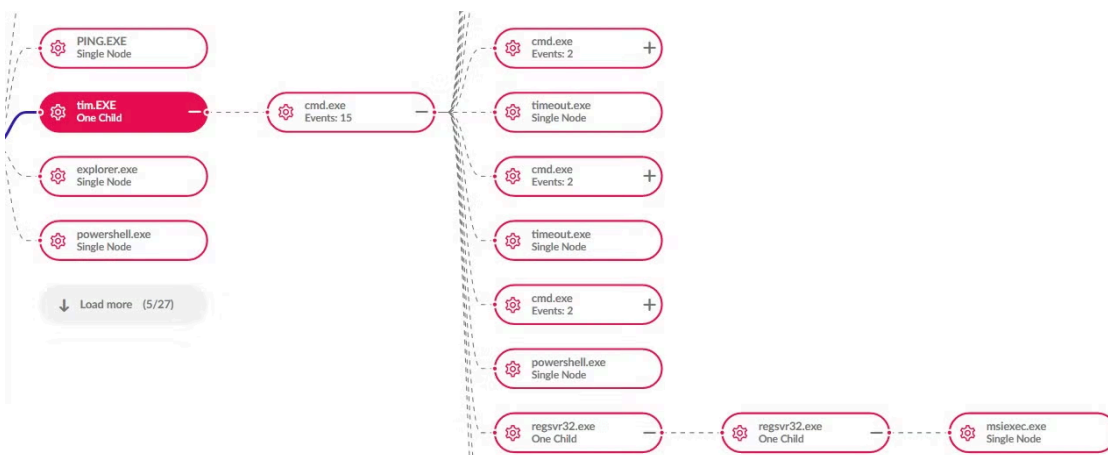 PING.EXE
Single Node
tim.EXE
One Child
explorer.exe
Single Node
powershell.exe
Single Node
Load more (5/27)
cmd.exe
Events: 15
cmd.exe
Events: 2
timeout.exe
Single Node
cmd.exe
Events: 2
timeout.exe
Single Node
cmd.exe
Events: 2
powershell.exe
Single Node
regsvr32.exe
One Child
regsvr32.exe
One Child
msiexec.exe
Single Node